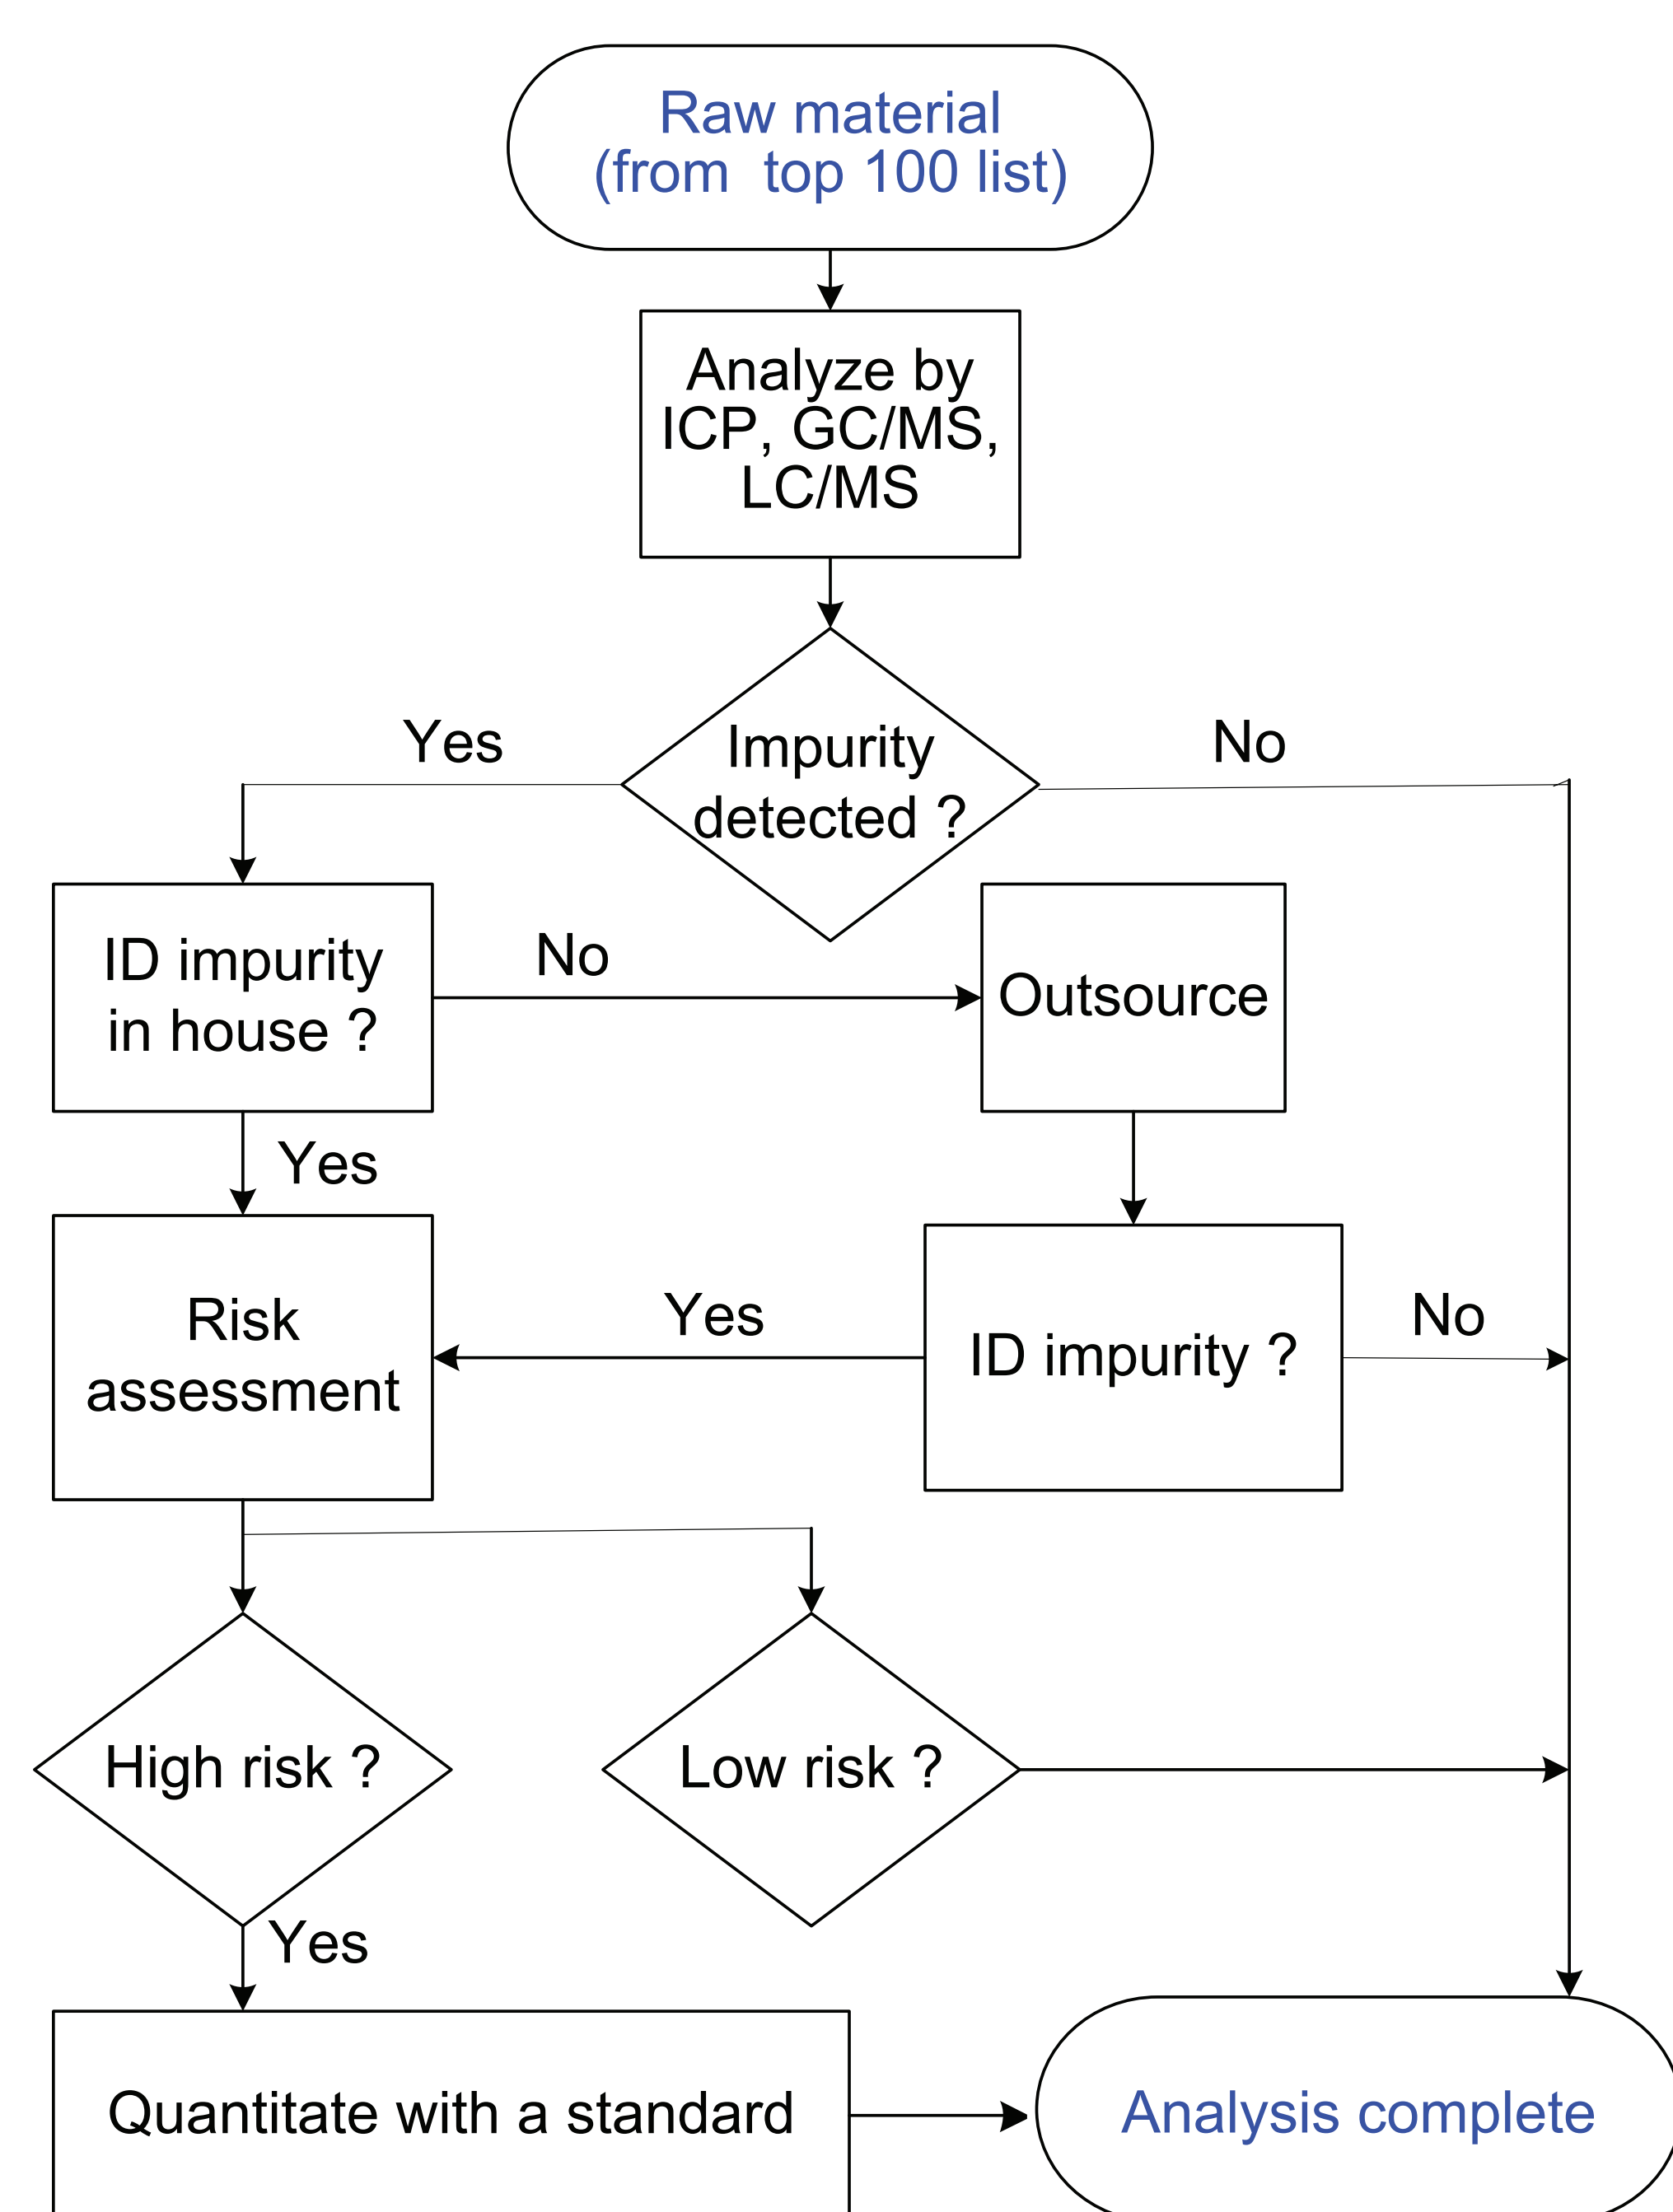 Raw material
(from  top 100 list)
Analyze by
ICP, GC/MS,
LC/MS
Yes
Impurity
detected ?
No
ID impurity
in house ?
No
Outsource
Yes
Risk
assessment
Yes
ID impurity ?
No
High risk ?
Low risk ?
Yes
Quantitate with a standard
Analysis complete